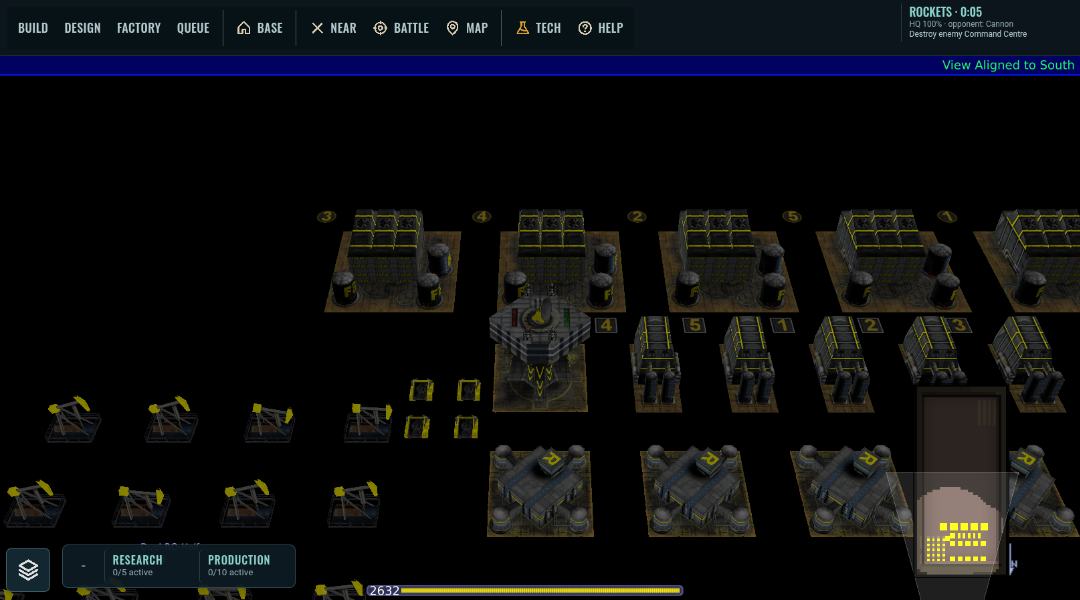 BUILD DESIGN FACTORY QUEUE BASE NEAR BATTLE MAP TECH HELP
ROCKETS · 0:05
HQ 100% · opponent: Cannon
Destroy enemy Command Centre
View Aligned to South
3 4 2 5 1
4 5 1 2 3
R R R R
- RESEARCH PRODUCTION
0/5 active 0/10 active
2632
N